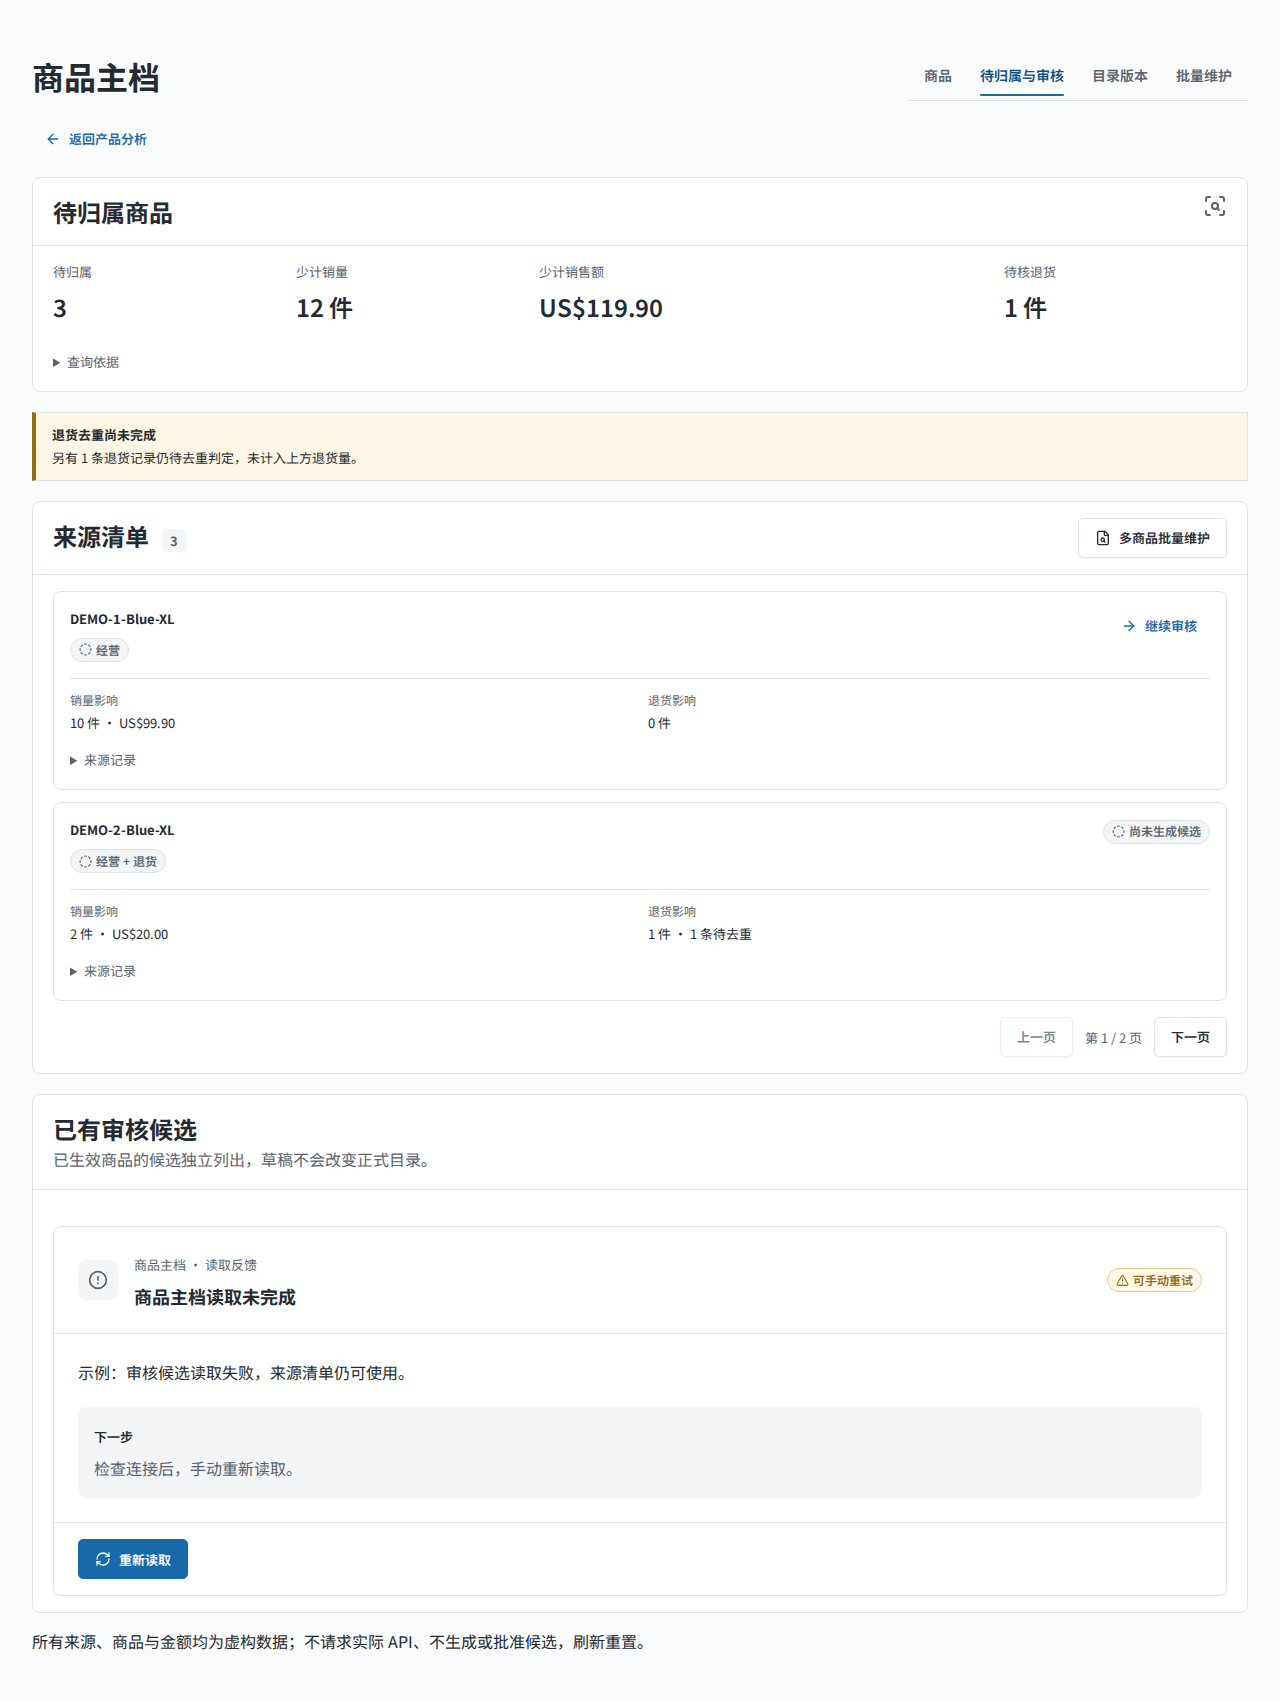 商品主档
商品 待归属与审核 目录版本 批量维护
返回产品分析
待归属商品
待归属 少计销量 少计销售额 待核退货
3 12 件 US$119.90 1 件
查询依据
退货去重尚未完成
另有 1 条退货记录仍待去重判定，未计入上方退货量。
来源清单 3 多商品批量维护
DEMO-1-Blue-XL 继续审核
经营
销量影响 退货影响
10 件 · US$99.90 0 件
来源记录
DEMO-2-Blue-XL 尚未生成候选
经营 + 退货
销量影响 退货影响
2 件 · US$20.00 1 件 · 1 条待去重
来源记录
上一页 第 1 / 2 页 下一页
已有审核候选
已生效商品的候选独立列出，草稿不会改变正式目录。
商品主档 · 读取反馈
商品主档读取未完成 可手动重试
示例：审核候选读取失败，来源清单仍可使用。
下一步
检查连接后，手动重新读取。
重新读取
所有来源、商品与金额均为虚构数据；不请求实际 API、不生成或批准候选，刷新重置。